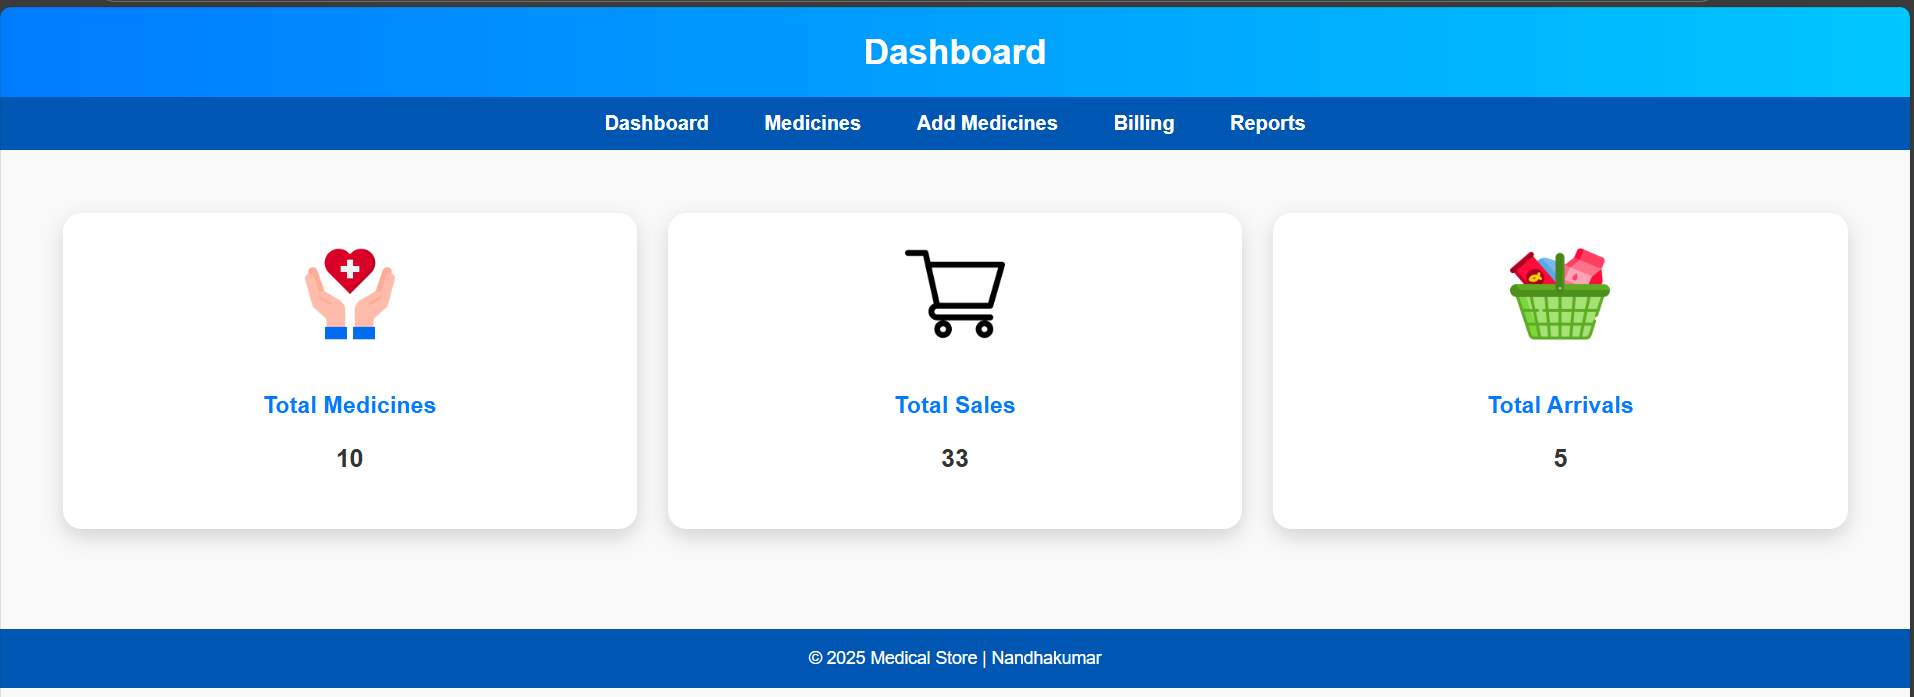 Dashboard
Dashboard Medicines Add Medicines Billing Reports
Total Medicines
10
Total Sales
33
Total Arrivals
5
© 2025 Medical Store | Nandhakumar